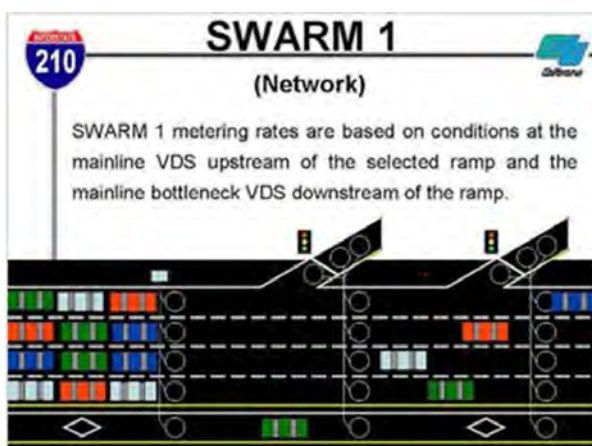 INTERSTATE
210
SWARM 1
Caltrans
(Network)
SWARM 1 metering rates are based on conditions at the
mainline VDS upstream of the selected ramp and the
mainline bottleneck VDS downstream of the ramp.